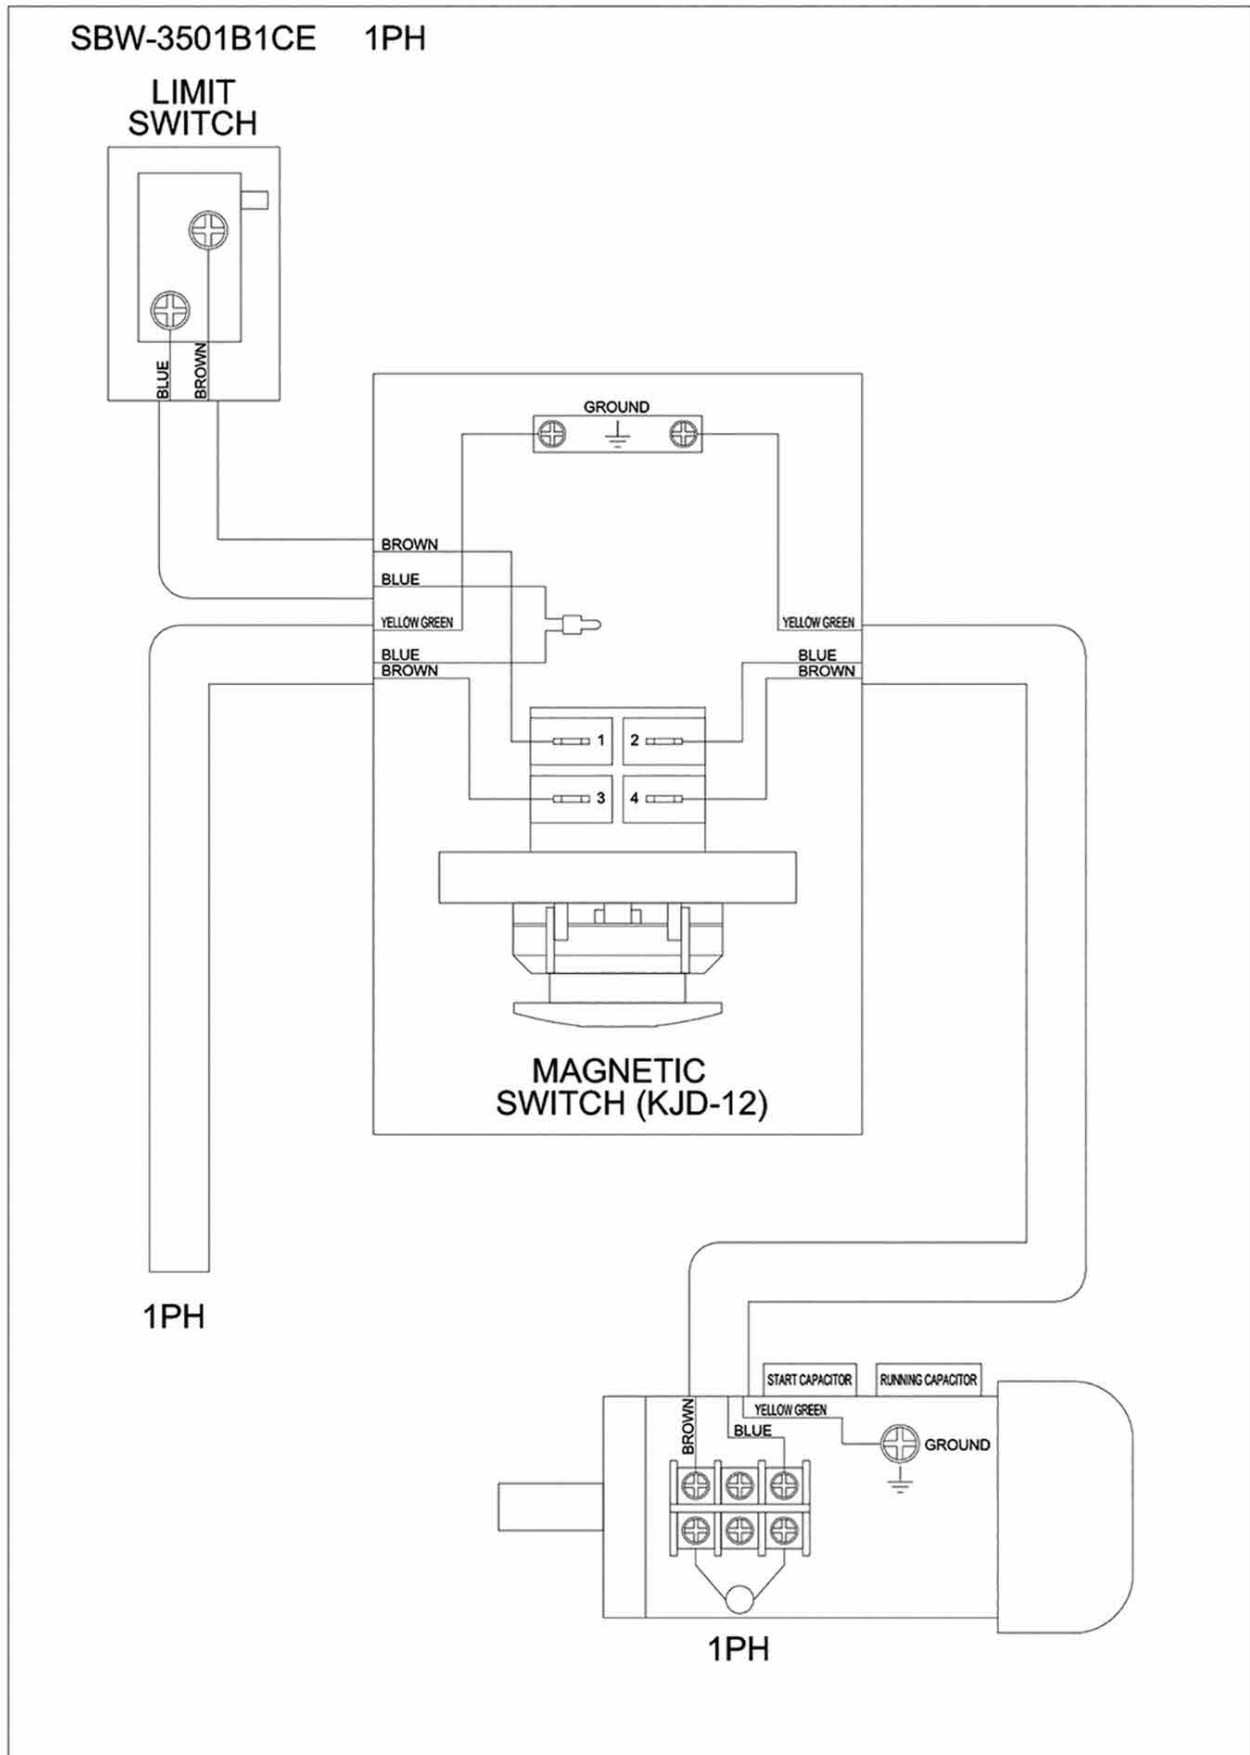 SBW-3501B1CE 1PH
LIMIT
SWITCH
BLUE
BROWN
GROUND
BROWN
BLUE
YELLOW GREEN
BLUE
BROWN
YELLOW GREEN
BLUE
BROWN
1
2
3
4
MAGNETIC
SWITCH (KJD-12)
1PH
START CAPACITOR
RUNNING CAPACITOR
BROWN
YELLOW GREEN
BLUE
GROUND
1PH